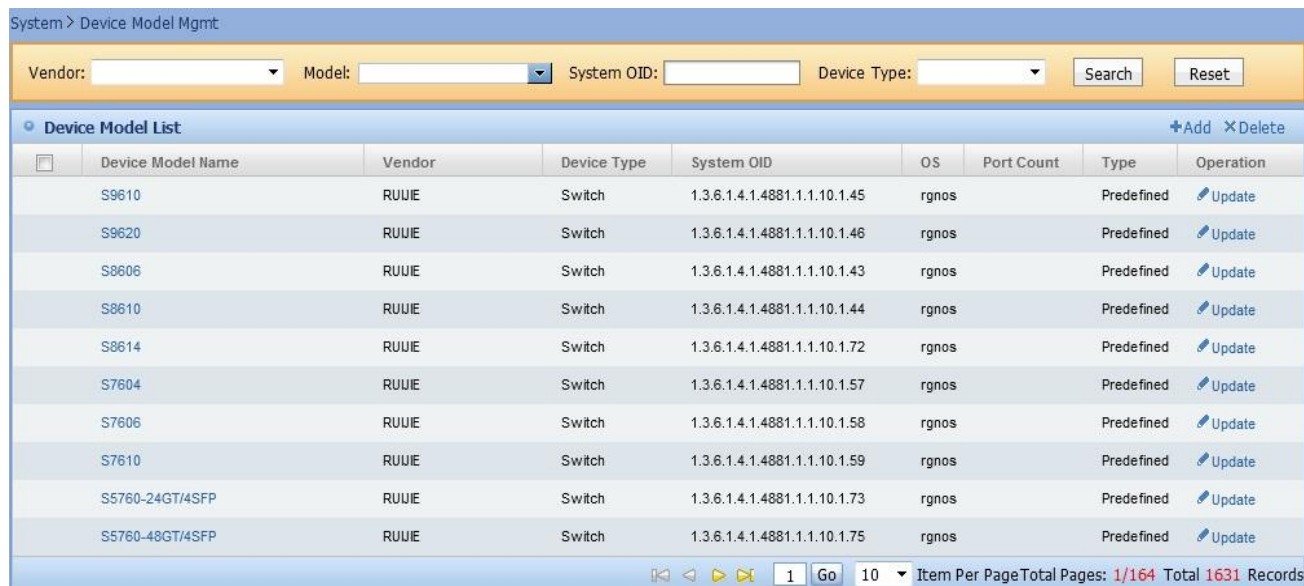 System > Device Model Mgmt
Vendor: Model: System OID: Device Type: Search Reset
Device Model List +Add ×Delete
Device Model Name Vendor Device Type System OID OS Port Count Type Operation
S9610 RUIJIE Switch 1.3.6.1.4.1.4881.1.1.10.1.45 rgnos Predefined Update
S9620 RUIJIE Switch 1.3.6.1.4.1.4881.1.1.10.1.46 rgnos Predefined Update
S8606 RUIJIE Switch 1.3.6.1.4.1.4881.1.1.10.1.43 rgnos Predefined Update
S8610 RUIJIE Switch 1.3.6.1.4.1.4881.1.1.10.1.44 rgnos Predefined Update
S8614 RUIJIE Switch 1.3.6.1.4.1.4881.1.1.10.1.72 rgnos Predefined Update
S7604 RUIJIE Switch 1.3.6.1.4.1.4881.1.1.10.1.57 rgnos Predefined Update
S7606 RUIJIE Switch 1.3.6.1.4.1.4881.1.1.10.1.58 rgnos Predefined Update
S7610 RUIJIE Switch 1.3.6.1.4.1.4881.1.1.10.1.59 rgnos Predefined Update
S5760-24GT/4SFP RUIJIE Switch 1.3.6.1.4.1.4881.1.1.10.1.73 rgnos Predefined Update
S5760-48GT/4SFP RUIJIE Switch 1.3.6.1.4.1.4881.1.1.10.1.75 rgnos Predefined Update
1 Go 10 Item Per PageTotal Pages: 1/164 Total 1631 Records